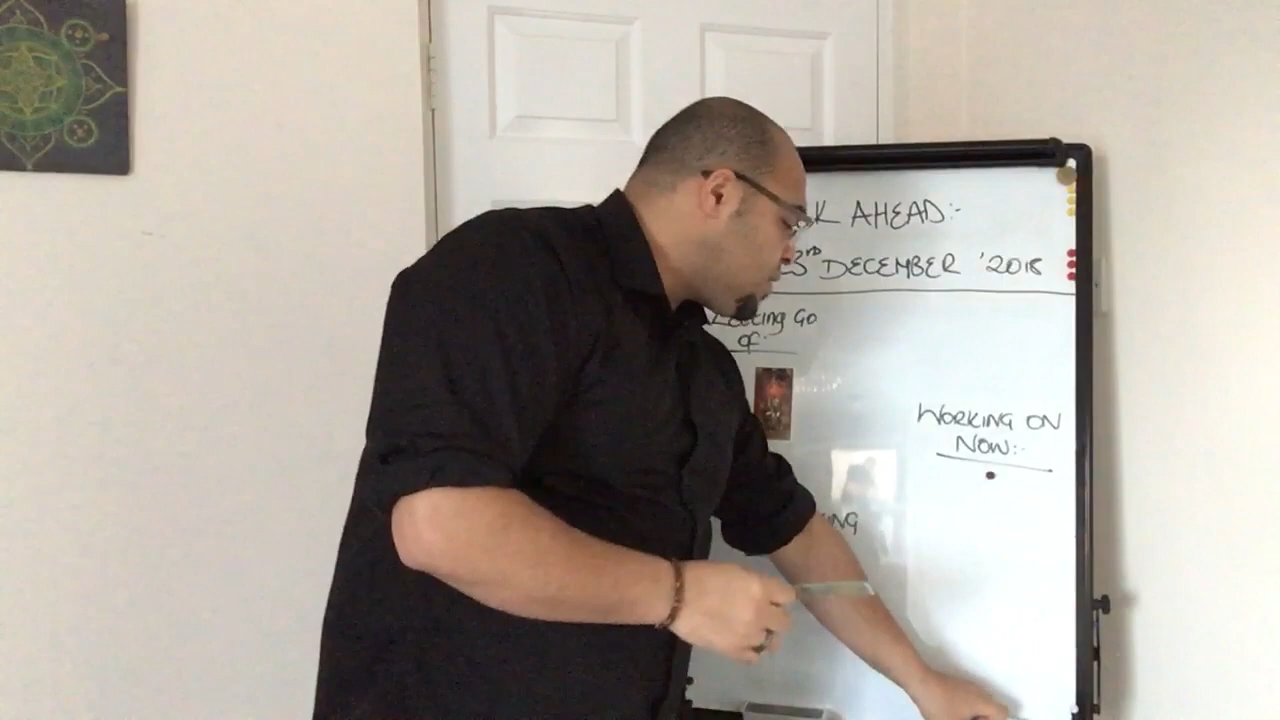 K AHEAD:-
3rd DECEMBER '2018
Letting Go
of:-
WORKING ON
NOW:-
ING